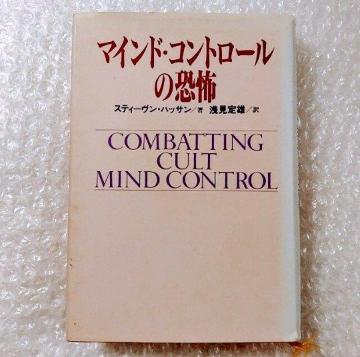 マインド・コントロール
の恐怖
スティーヴン・ハッサン／著 浅見定雄／訳
COMBATTING
CULT
MIND CONTROL